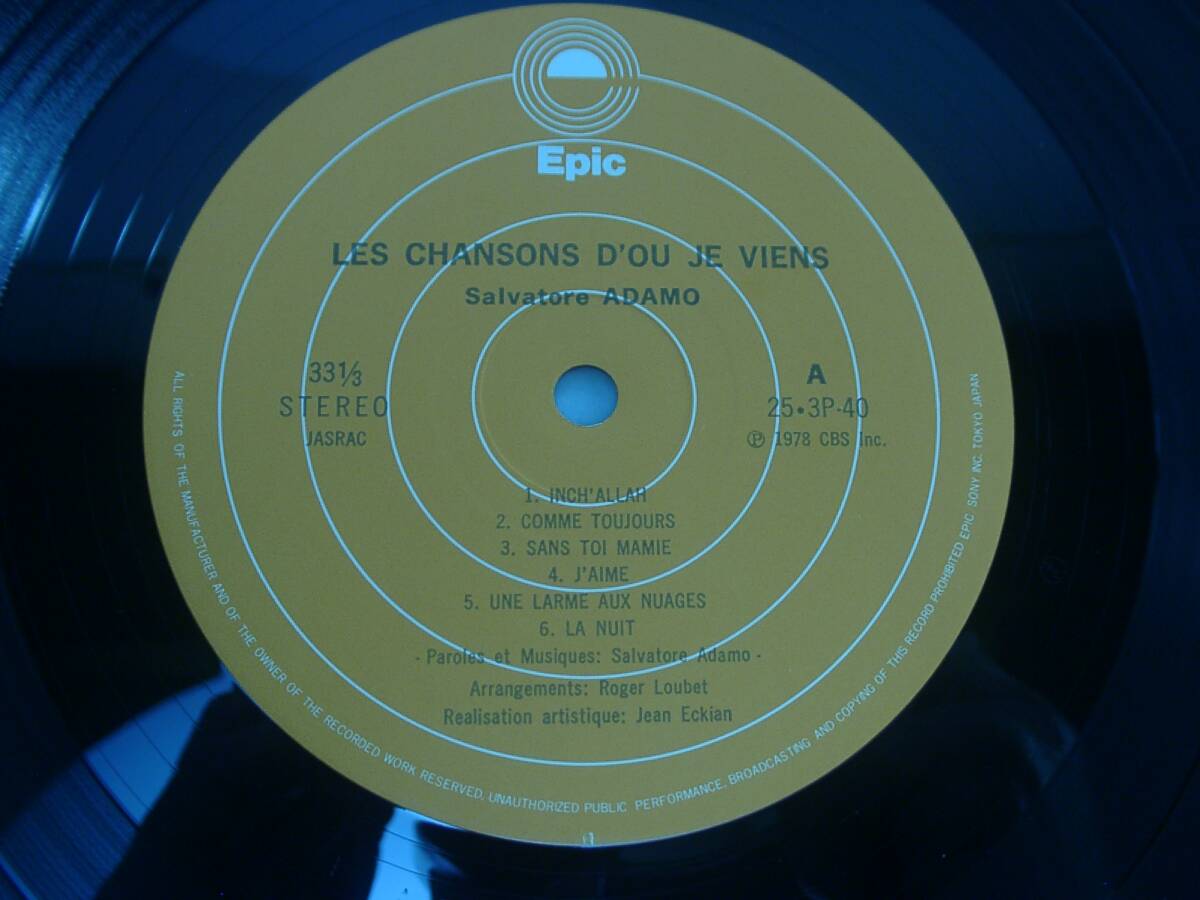 Epic
LES CHANSONS D'OU JE VIENS
Salvatore ADAMO
33⅓
STEREO
JASRAC
A
25•3P-40
Ⓟ 1978 CBS Inc.
1. INCH'ALLAH
2. COMME TOUJOURS
3. SANS TOI MAMIE
4. J'AIME
5. UNE LARME AUX NUAGES
6. LA NUIT
- Paroles et Musiques: Salvatore Adamo -
Arrangements: Roger Loubet
Realisation artistique: Jean Eckian
ALL RIGHTS OF THE MANUFACTURER AND OF THE OWNER OF THE RECORDED WORK RESERVED. UNAUTHORIZED PUBLIC PERFORMANCE, BROADCASTING AND COPYING OF THIS RECORD PROHIBITED EPIC SONY INC. TOKYO JAPAN